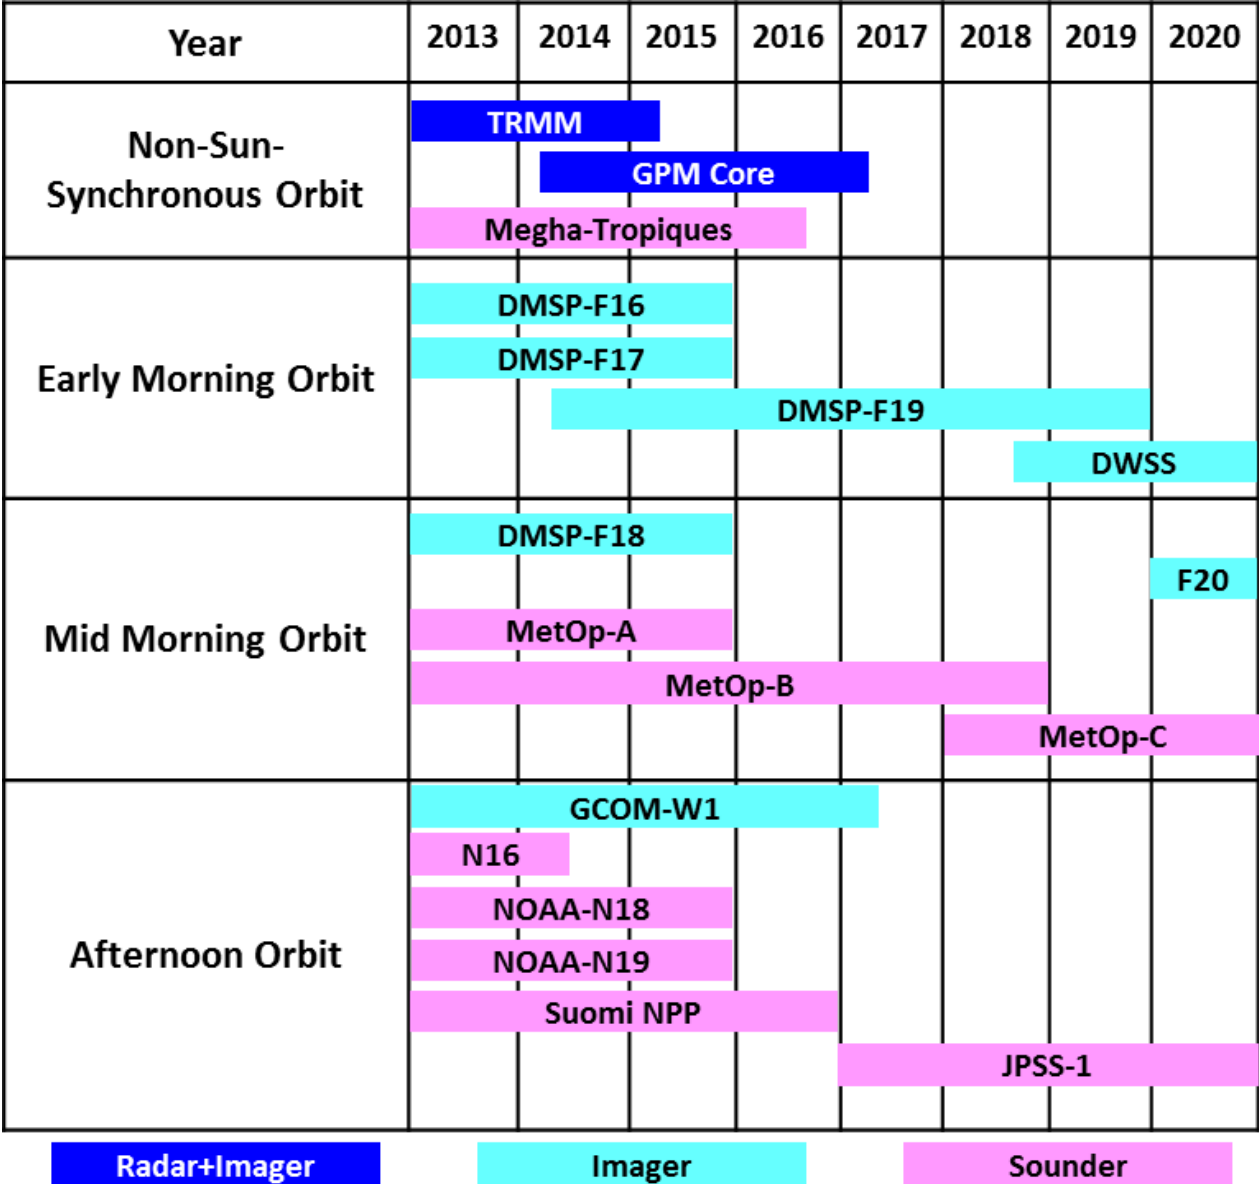 Year 2013 2014 2015 2016 2017 2018 2019 2020
Non-Sun-
Synchronous Orbit
TRMM
GPM Core
Megha-Tropiques
Early Morning Orbit
DMSP-F16
DMSP-F17
DMSP-F19
DWSS
Mid Morning Orbit
DMSP-F18
F20
MetOp-A
MetOp-B
MetOp-C
Afternoon Orbit
GCOM-W1
N16
NOAA-N18
NOAA-N19
Suomi NPP
JPSS-1
Radar+Imager Imager Sounder